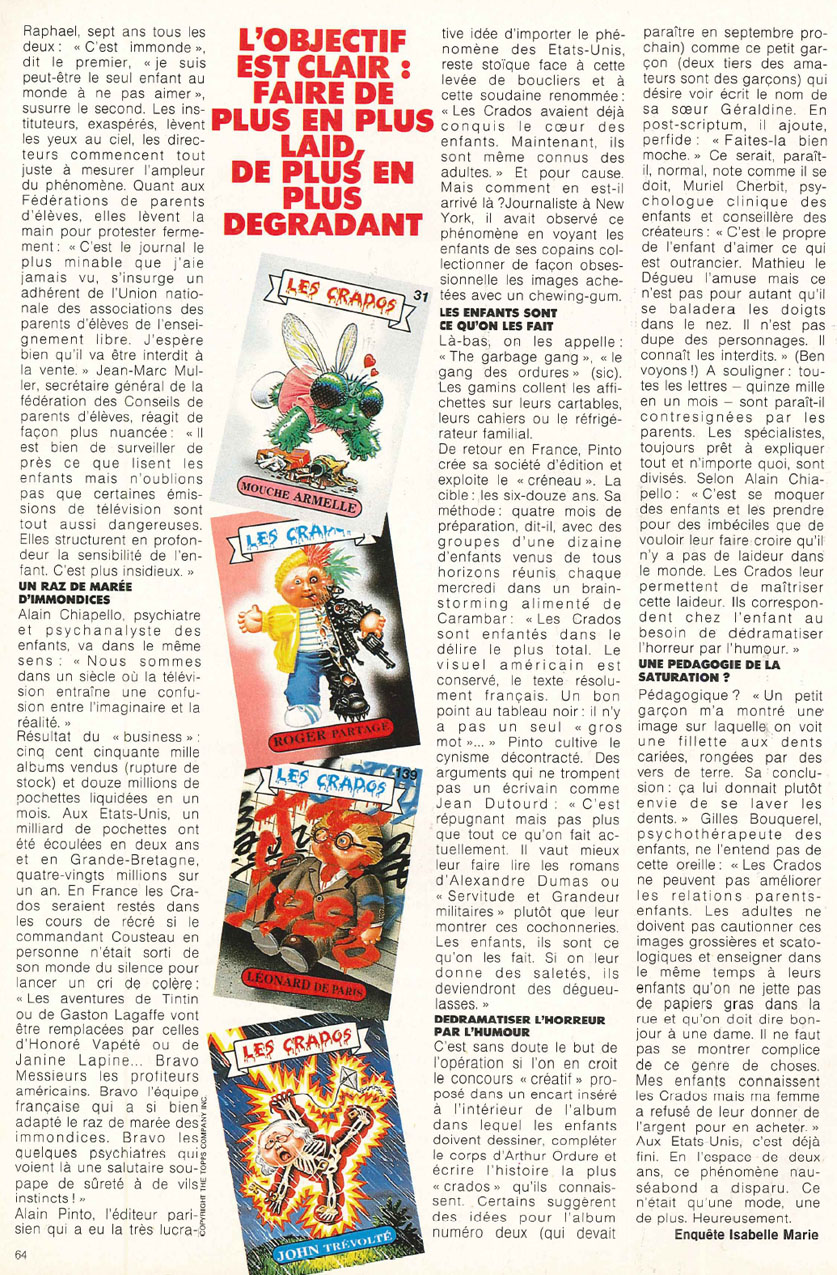 Raphael, sept ans tous les
deux : « C'est immonde »,
dit le premier, « je suis
peut-être le seul enfant au
monde à ne pas aimer »,
susurre le second. Les ins-
tituteurs, exaspérés, lèvent
les yeux au ciel, les direc-
teurs commencent tout
juste à mesurer l'ampleur
du phénomène. Quant aux
Fédérations de parents
d'élèves, elles lèvent la
main pour protester ferme-
ment : « C'est le journal le
plus minable que j'aie
jamais vu, s'insurge un
adhérent de l'Union natio-
nale des associations des
parents d'élèves de l'ensei-
gnement libre. J'espère
bien qu'il va être interdit à
la vente. » Jean-Marc Mul-
ler, secrétaire général de la
fédération des Conseils de
parents d'élèves, réagit de
façon plus nuancée : « Il
est bien de surveiller de
près ce que lisent les
enfants mais n'oublions
pas que certaines émis-
sions de télévision sont
tout aussi dangereuses.
Elles structurent en profon-
deur la sensibilité de l'en-
fant. C'est plus insidieux. »
UN RAZ DE MARÉE
D'IMMONDICES
Alain Chiapello, psychiatre
et psychanalyste des
enfants, va dans le même
sens : « Nous sommes
dans un siècle où la télévi-
sion entraîne une confu-
sion entre l'imaginaire et la
réalité. »
Résultat du « business » :
cinq cent cinquante mille
albums vendus (rupture de
stock) et douze millions de
pochettes liquidées en un
mois. Aux Etats-Unis, un
milliard de pochettes ont
été écoulées en deux ans
et en Grande-Bretagne,
quatre-vingts millions sur
un an. En France les Cra-
dos seraient restés dans
les cours de récré si le
commandant Cousteau en
personne n'était sorti de
son monde du silence pour
lancer un cri de colère :
« Les aventures de Tintin
ou de Gaston Lagaffe vont
être remplacées par celles
d'Honoré Vapété ou de
Janine Lapine... Bravo
Messieurs les profiteurs
américains. Bravo l'équipe
française qui a si bien
adapté le raz de marée des
immondices. Bravo les
quelques psychiatres qui
voient là une salutaire sou-
pape de sûreté à de vils
instincts ! »
Alain Pinto, l'éditeur pari-
sien qui a eu la très lucra-
64
L'OBJECTIF
EST CLAIR :
FAIRE DE
PLUS EN PLUS
LAID,
DE PLUS EN
PLUS
DEGRADANT
LES CRADOS
31
MOUCHE ARMELLE
LES CRA
ROGER PARTAGE
LES CRADOS
139
LÉONARD DE PARIS
LES CRADOS
JOHN TRÉVOLTÉ
COPYRIGHT THE TOPPS COMPANY INC.
tive idée d'importer le phé-
nomène des Etats-Unis,
reste stoïque face à cette
levée de boucliers et à
cette soudaine renommée :
« Les Crados avaient déjà
conquis le cœur des
enfants. Maintenant, ils
sont même connus des
adultes. » Et pour cause.
Mais comment en est-il
arrivé là ?Journaliste à New
York, il avait observé ce
phénomène en voyant les
enfants de ses copains col-
lectionner de façon obses-
sionnelle les images ache-
tées avec un chewing-gum.
LES ENFANTS SONT
CE QU'ON LES FAIT
Là-bas, on les appelle :
« The garbage gang », « le
gang des ordures » (sic).
Les gamins collent les affi-
chettes sur leurs cartables,
leurs cahiers ou le réfrigé-
rateur familial.
De retour en France, Pinto
crée sa société d'édition et
exploite le « créneau ». La
cible : les six-douze ans. Sa
méthode : quatre mois de
préparation, dit-il, avec des
groupes d'une dizaine
d'enfants venus de tous
horizons réunis chaque
mercredi dans un brain-
storming alimenté de
Carambar : « Les Crados
sont enfantés dans le
délire le plus total. Le
visuel américain est
conservé, le texte résolu-
ment français. Un bon
point au tableau noir : il n'y
a pas un seul « gros
mot »... » Pinto cultive le
cynisme décontracté. Des
arguments qui ne trompent
pas un écrivain comme
Jean Dutourd : « C'est
répugnant mais pas plus
que tout ce qu'on fait ac-
tuellement. Il vaut mieux
leur faire lire les romans
d'Alexandre Dumas ou
« Servitude et Grandeur
militaires » plutôt que leur
montrer ces cochonneries.
Les enfants, ils sont ce
qu'on les fait. Si on leur
donne des saletés, ils
deviendront des dégueu-
lasses. »
DEDRAMATISER L'HORREUR
PAR L'HUMOUR
C'est sans doute le but de
l'opération si l'on en croit
le concours « créatif » pro-
posé dans un encart inséré
à l'intérieur de l'album
dans lequel les enfants
doivent dessiner, compléter
le corps d'Arthur Ordure et
écrire l'histoire la plus
« crados » qu'ils connais-
sent. Certains suggèrent
des idées pour l'album
numéro deux (qui devait
paraître en septembre pro-
chain) comme ce petit gar-
çon (deux tiers des ama-
teurs sont des garçons) qui
désire voir écrit le nom de
sa sœur Géraldine. En
post-scriptum, il ajoute,
perfide : « Faites-la bien
moche. » Ce serait, paraît-
il, normal, note comme il se
doit, Muriel Cherbit, psy-
chologue clinique des
enfants et conseillère des
créateurs : « C'est le propre
de l'enfant d'aimer ce qui
est outrancier. Mathieu le
Dégueu l'amuse mais ce
n'est pas pour autant qu'il
se baladera les doigts
dans le nez. Il n'est pas
dupe des personnages. Il
connaît les interdits. » (Ben
voyons !) A souligner : tou-
tes les lettres – quinze mille
en un mois – sont paraît-il
contresignées par les
parents. Les spécialistes,
toujours prêt à expliquer
tout et n'importe quoi, sont
divisés. Selon Alain Chia-
pello : « C'est se moquer
des enfants et les prendre
pour des imbéciles que de
vouloir leur faire croire qu'il
n'y a pas de laideur dans
le monde. Les Crados leur
permettent de maîtriser
cette laideur. Ils correspon-
dent chez l'enfant au
besoin de dédramatiser
l'horreur par l'humour. »
UNE PEDAGOGIE DE LA
SATURATION ?
Pédagogique ? « Un petit
garçon m'a montré une
image sur laquelle on voit
une fillette aux dents
cariées, rongées par des
vers de terre. Sa conclu-
sion : ça lui donnait plutôt
envie de se laver les
dents. » Gilles Bouquerel,
psychothérapeute des
enfants, ne l'entend pas de
cette oreille : « Les Crados
ne peuvent pas améliorer
les relations parents-
enfants. Les adultes ne
doivent pas cautionner ces
images grossières et scato-
logiques et enseigner dans
le même temps à leurs
enfants qu'on ne jette pas
de papiers gras dans la
rue et qu'on doit dire bon-
jour à une dame. Il ne faut
pas se montrer complice
de ce genre de choses.
Mes enfants connaissent
les Crados mais ma femme
a refusé de leur donner de
l'argent pour en acheter. »
Aux Etats-Unis, c'est déjà
fini. En l'espace de deux
ans, ce phénomène nau-
séabond a disparu. Ce
n'était qu'une mode, une
de plus. Heureusement.
Enquête Isabelle Marie